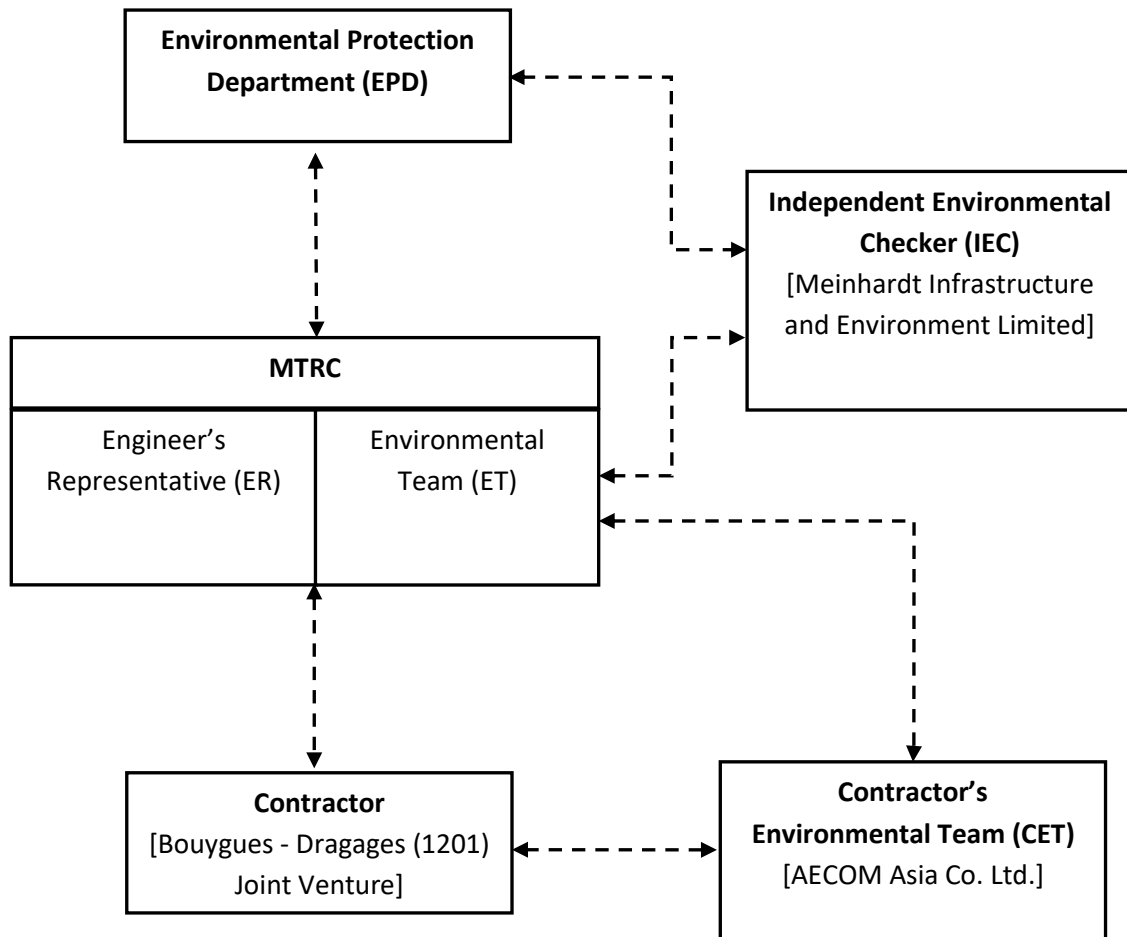 Environmental Protection
Department (EPD)
Independent Environmental
Checker (IEC)
[Meinhardt Infrastructure
and Environment Limited]
MTRC
Engineer’s
Representative (ER)
Environmental
Team (ET)
Contractor
[Bouygues - Dragages (1201)
Joint Venture]
Contractor’s
Environmental Team (CET)
[AECOM Asia Co. Ltd.]